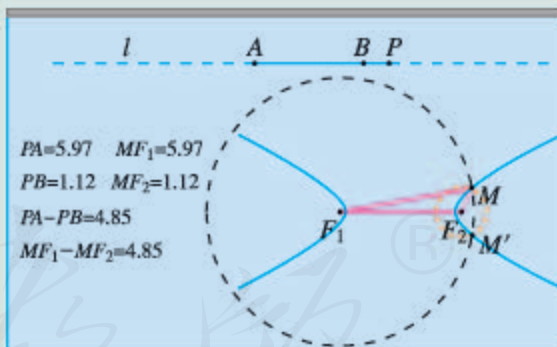 l A B P
PA=5.97 MF₁=5.97
PB=1.12 MF₂=1.12
PA−PB=4.85
MF₁−MF₂=4.85
M
F₁ F₂ M′
®